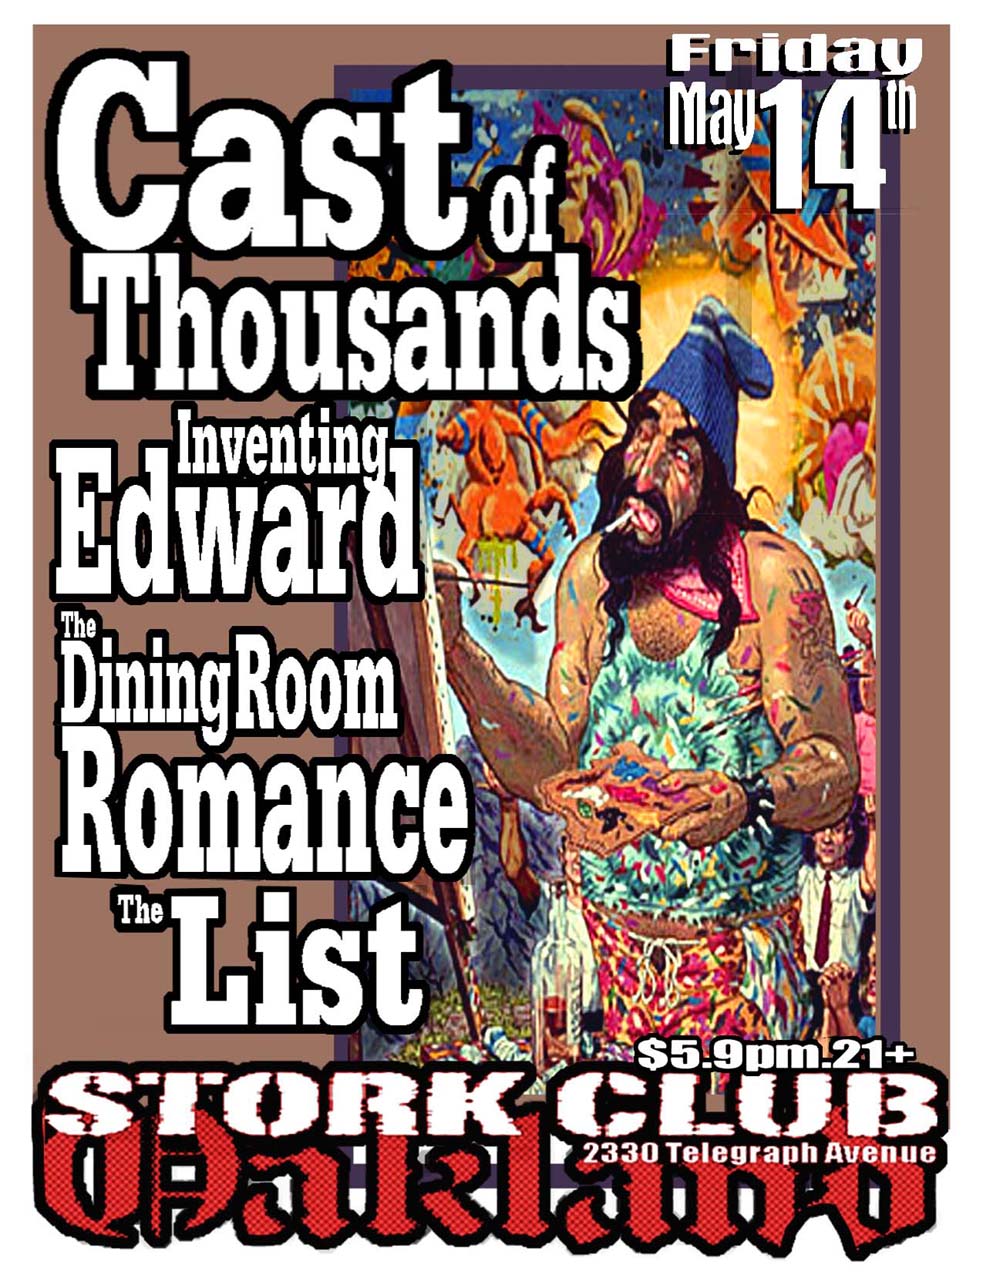 Friday
May 14th
Cast of
Thousands
Inventing
Edward
The
Dining Room
Romance
The List
$5.9pm.21+
STORK CLUB
2330 Telegraph Avenue
Oakland